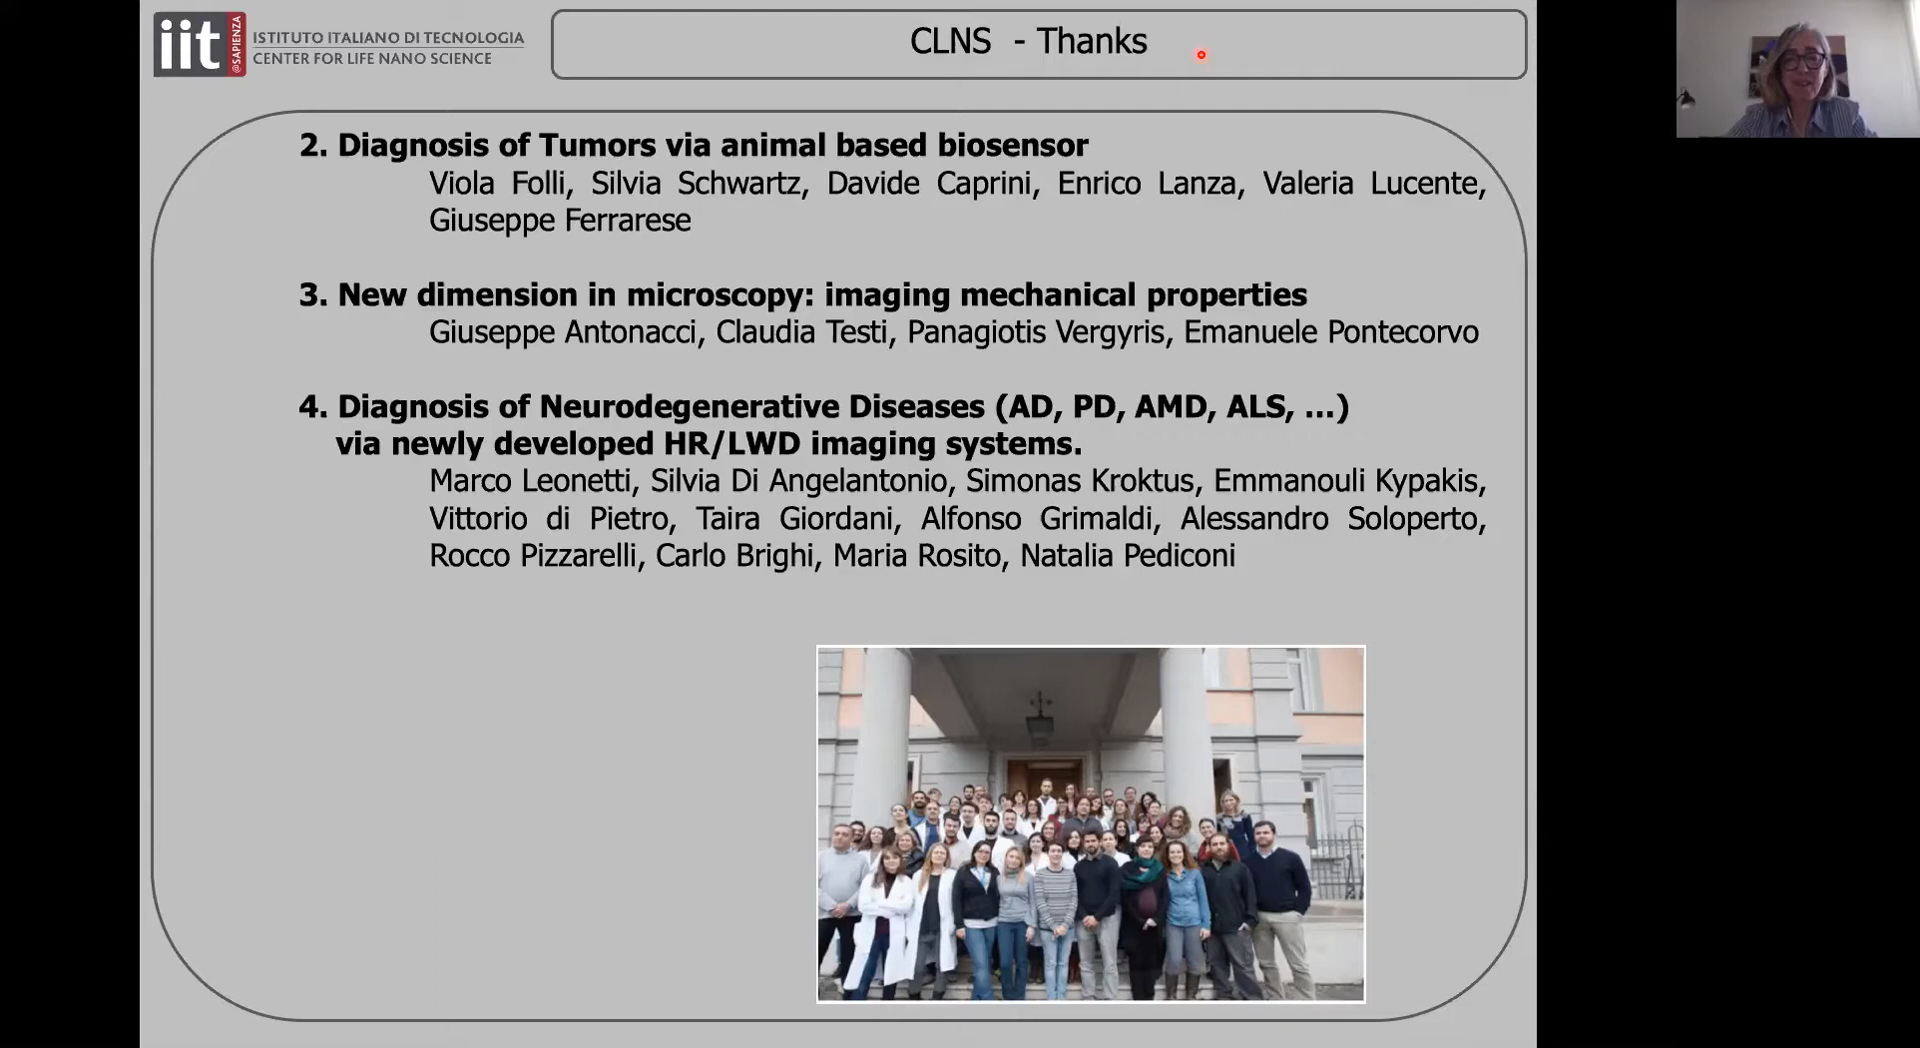 iit
@SAPIENZA
ISTITUTO ITALIANO DI TECNOLOGIA
CENTER FOR LIFE NANO SCIENCE
CLNS - Thanks
2. Diagnosis of Tumors via animal based biosensor
Viola Folli, Silvia Schwartz, Davide Caprini, Enrico Lanza, Valeria Lucente,
Giuseppe Ferrarese
3. New dimension in microscopy: imaging mechanical properties
Giuseppe Antonacci, Claudia Testi, Panagiotis Vergyris, Emanuele Pontecorvo
4. Diagnosis of Neurodegenerative Diseases (AD, PD, AMD, ALS, ...)
via newly developed HR/LWD imaging systems.
Marco Leonetti, Silvia Di Angelantonio, Simonas Kroktus, Emmanouli Kypakis,
Vittorio di Pietro, Taira Giordani, Alfonso Grimaldi, Alessandro Soloperto,
Rocco Pizzarelli, Carlo Brighi, Maria Rosito, Natalia Pediconi